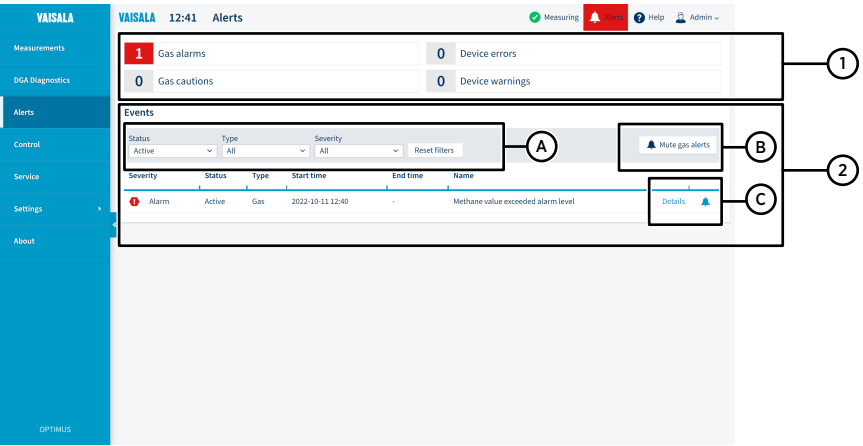 VAISALA
VAISALA 12:41 Alerts
Measuring Alerts Help Admin
Measurements
DGA Diagnostics
Alerts
Control
Service
Settings
About
OPTIMUS
1 Gas alarms 0 Device errors
0 Gas cautions 0 Device warnings
1
Events
Status Type Severity
Active All All Reset filters
A
Mute gas alerts
B
2
Severity Status Type Start time End time Name
Alarm Active Gas 2022-10-11 12:40 - Methane value exceeded alarm level Details
C